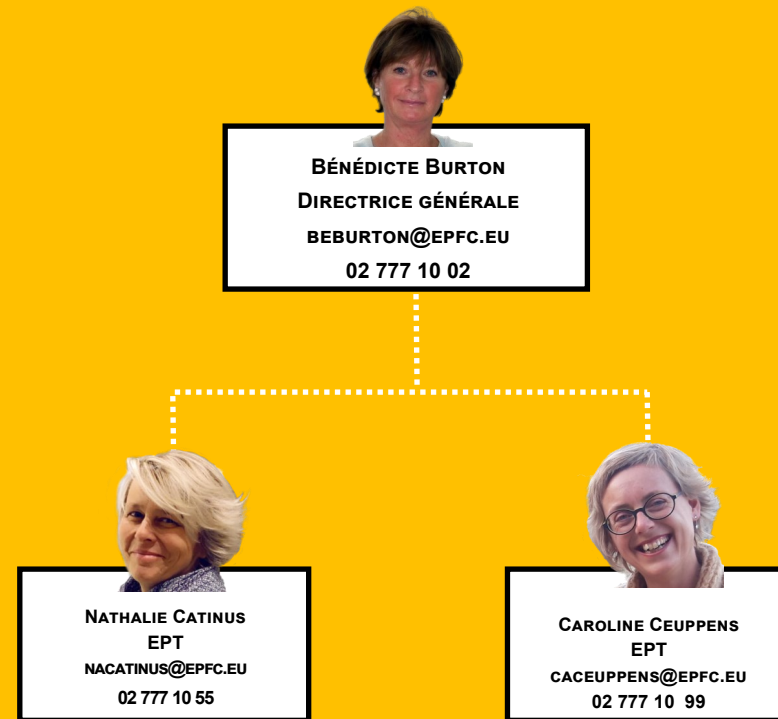 Bénédicte Burton
Directrice générale
beburton@epfc.eu
02 777 10 02
Nathalie Catinus
EPT
nacatinus@epfc.eu
02 777 10 55
Caroline Ceuppens
EPT
caceuppens@epfc.eu
02 777 10 99